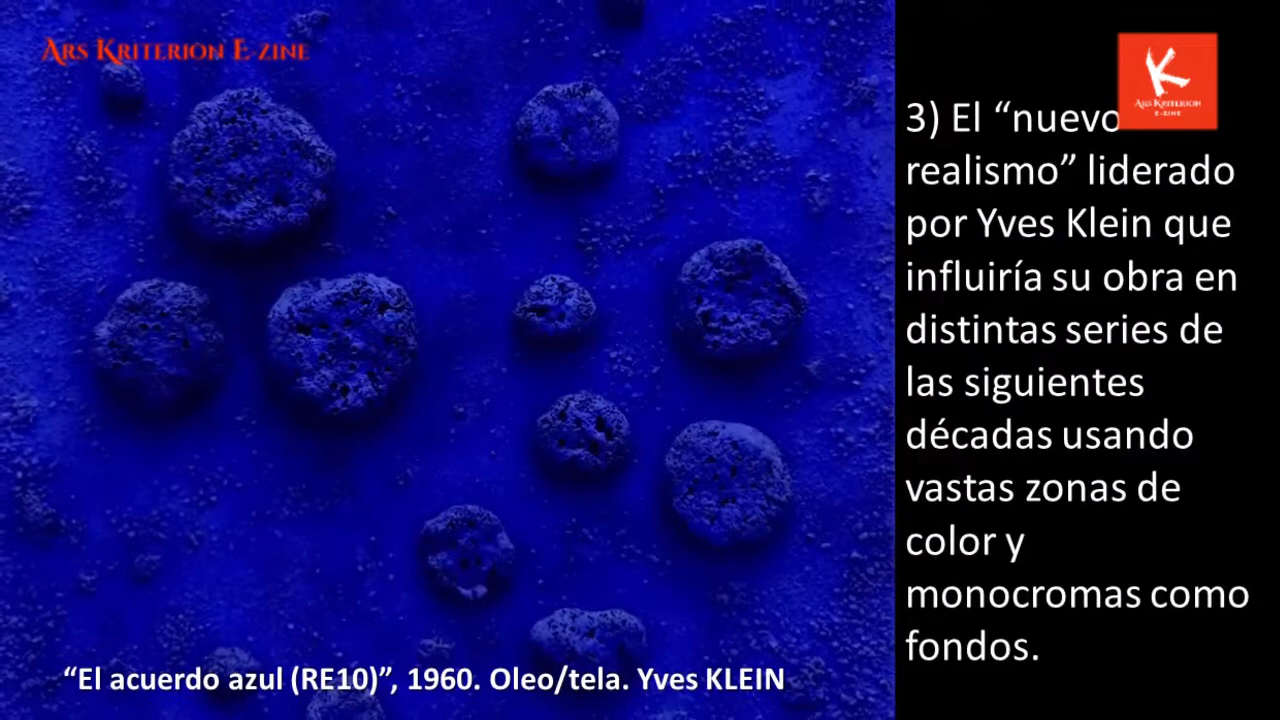 ARS KRITERION E-ZINE
ARS KRITERION
E-ZINE
3) El “nuevo
realismo” liderado
por Yves Klein que
influiría su obra en
distintas series de
las siguientes
décadas usando
vastas zonas de
color y
monocromas como
fondos.
“El acuerdo azul (RE10)”, 1960. Oleo/tela. Yves KLEIN